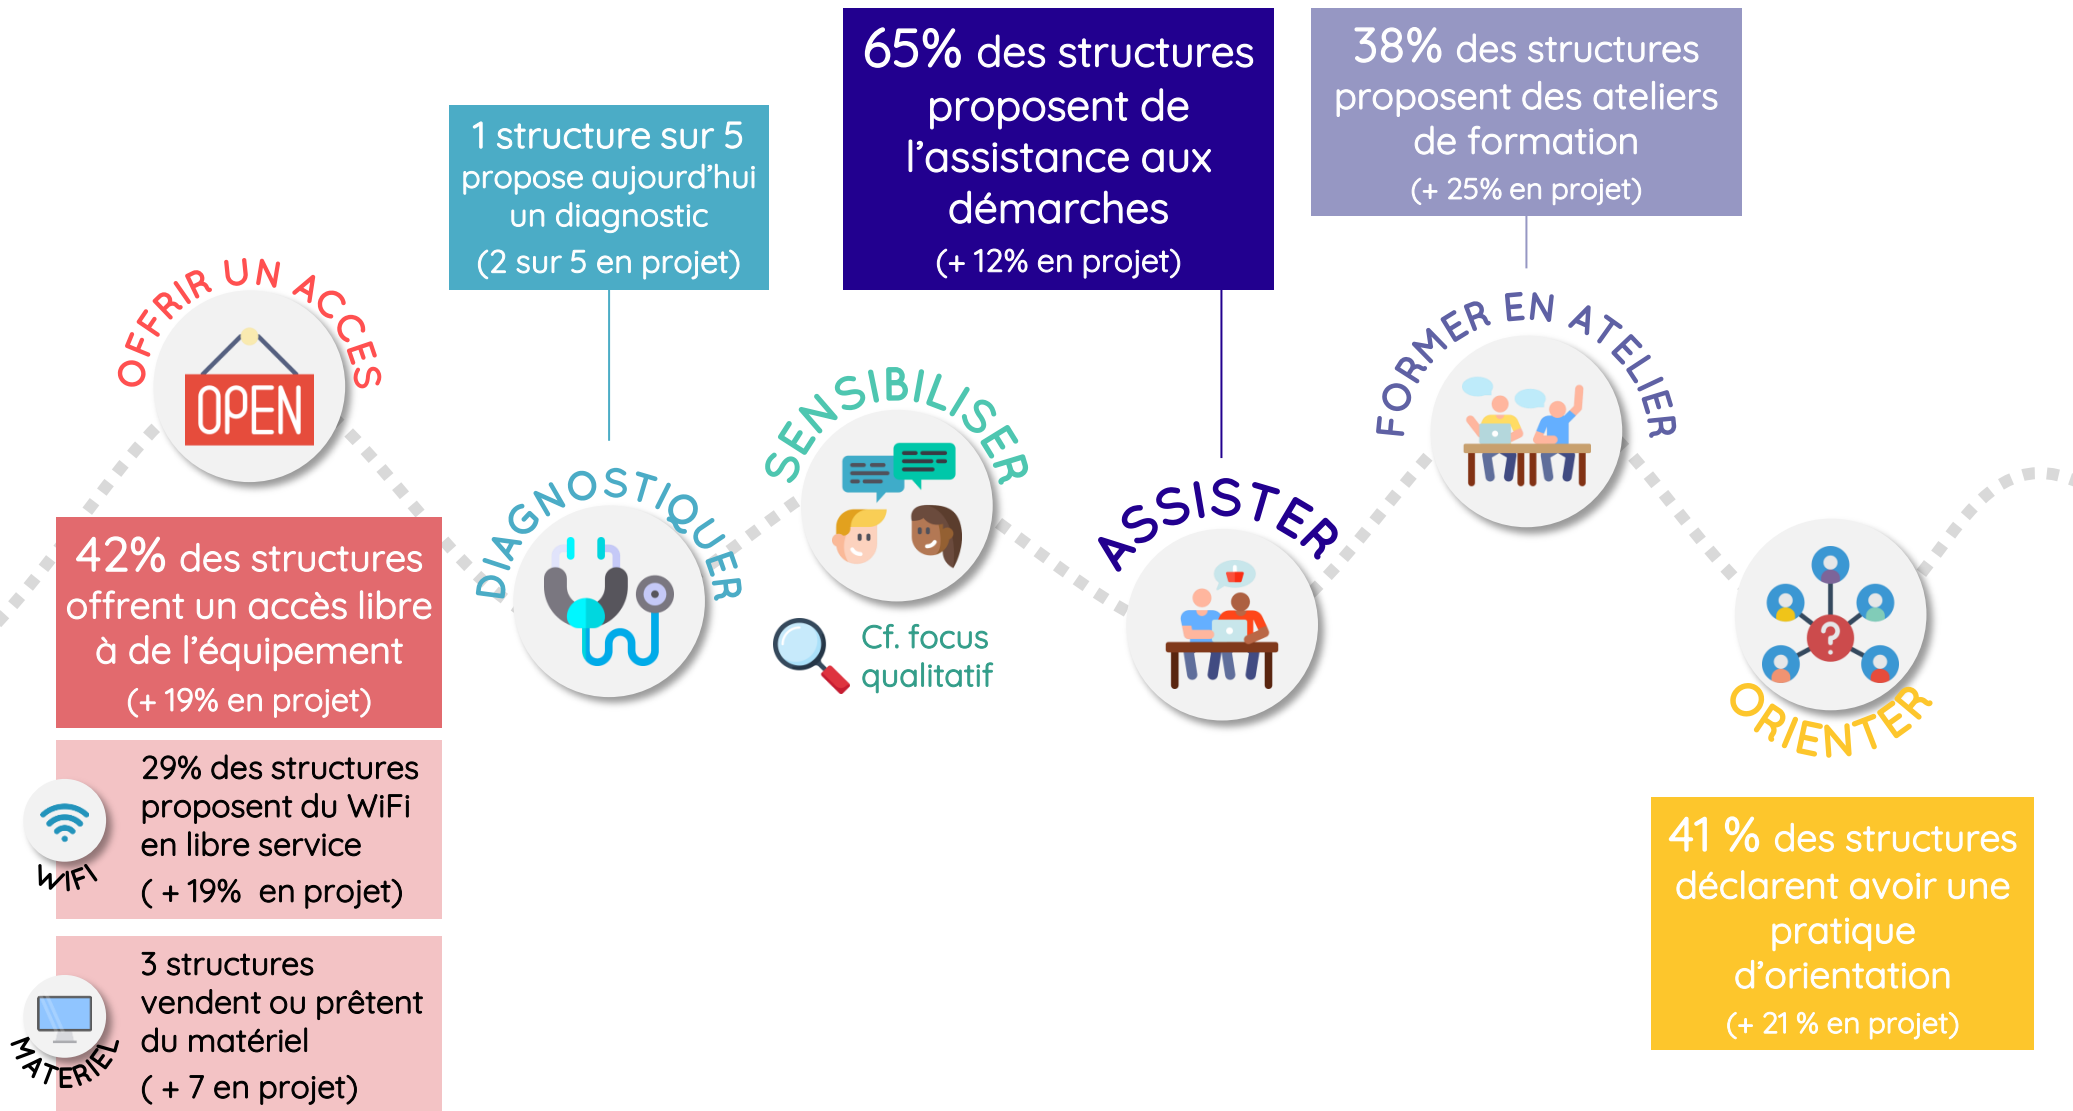 OFFRIR UN ACCES
OPEN
42% des structures
offrent un accès libre
à de l'équipement
(+ 19% en projet)
WIFI
29% des structures
proposent du WiFi
en libre service
( + 19%  en projet)
MATERIEL
3 structures
vendent ou prêtent
du matériel
( + 7 en projet)
1 structure sur 5
propose aujourd'hui
un diagnostic
(2 sur 5 en projet)
DIAGNOSTIQUER
SENSIBILISER
Cf. focus
qualitatif
65% des structures
proposent de
l'assistance aux
démarches
(+ 12% en projet)
ASSISTER
38% des structures
proposent des ateliers
de formation
(+ 25% en projet)
FORMER EN ATELIER
?
ORIENTER
41 % des structures
déclarent avoir une
pratique
d'orientation
(+ 21 % en projet)